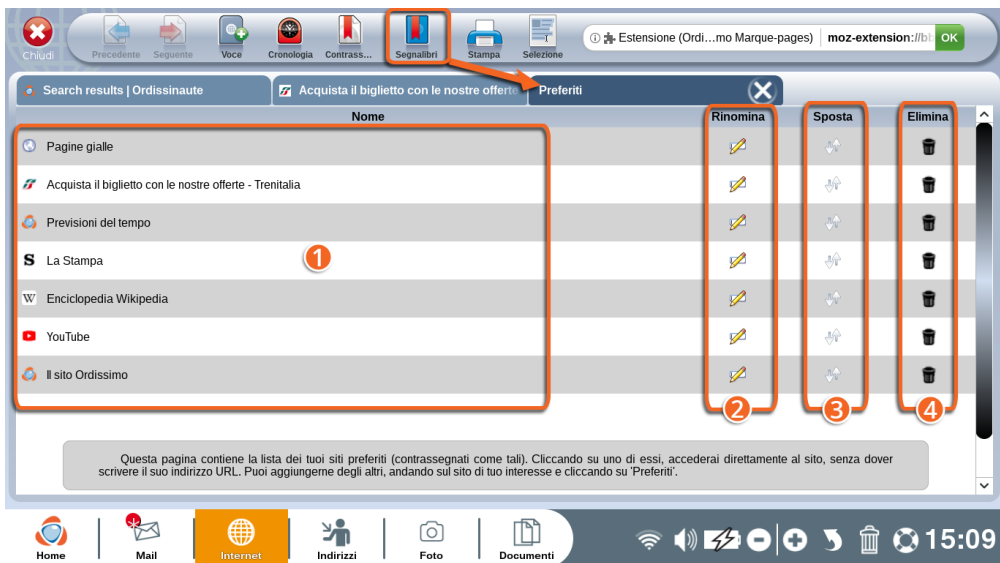 Chiudi
Precedente
Seguente
Voce
Cronologia
Contrass...
Segnalibri
Stampa
Selezione
Estensione (Ordi...mo Marque-pages)
moz-extension://bb
OK
Search results | Ordissinaute
Acquista il biglietto con le nostre offerte
Preferiti
Nome
Rinomina
Sposta
Elimina
Pagine gialle
Acquista il biglietto con le nostre offerte - Trenitalia
Previsioni del tempo
S La Stampa
1
W Enciclopedia Wikipedia
YouTube
Il sito Ordissimo
2
3
4
Questa pagina contiene la lista dei tuoi siti preferiti (contrassegnati come tali). Cliccando su uno di essi, accederai direttamente al sito, senza dover
scrivere il suo indirizzo URL. Puoi aggiungerne degli altri, andando sul sito di tuo interesse e cliccando su 'Preferiti'.
Home
Mail
Internet
Indirizzi
Foto
Documenti
15:09